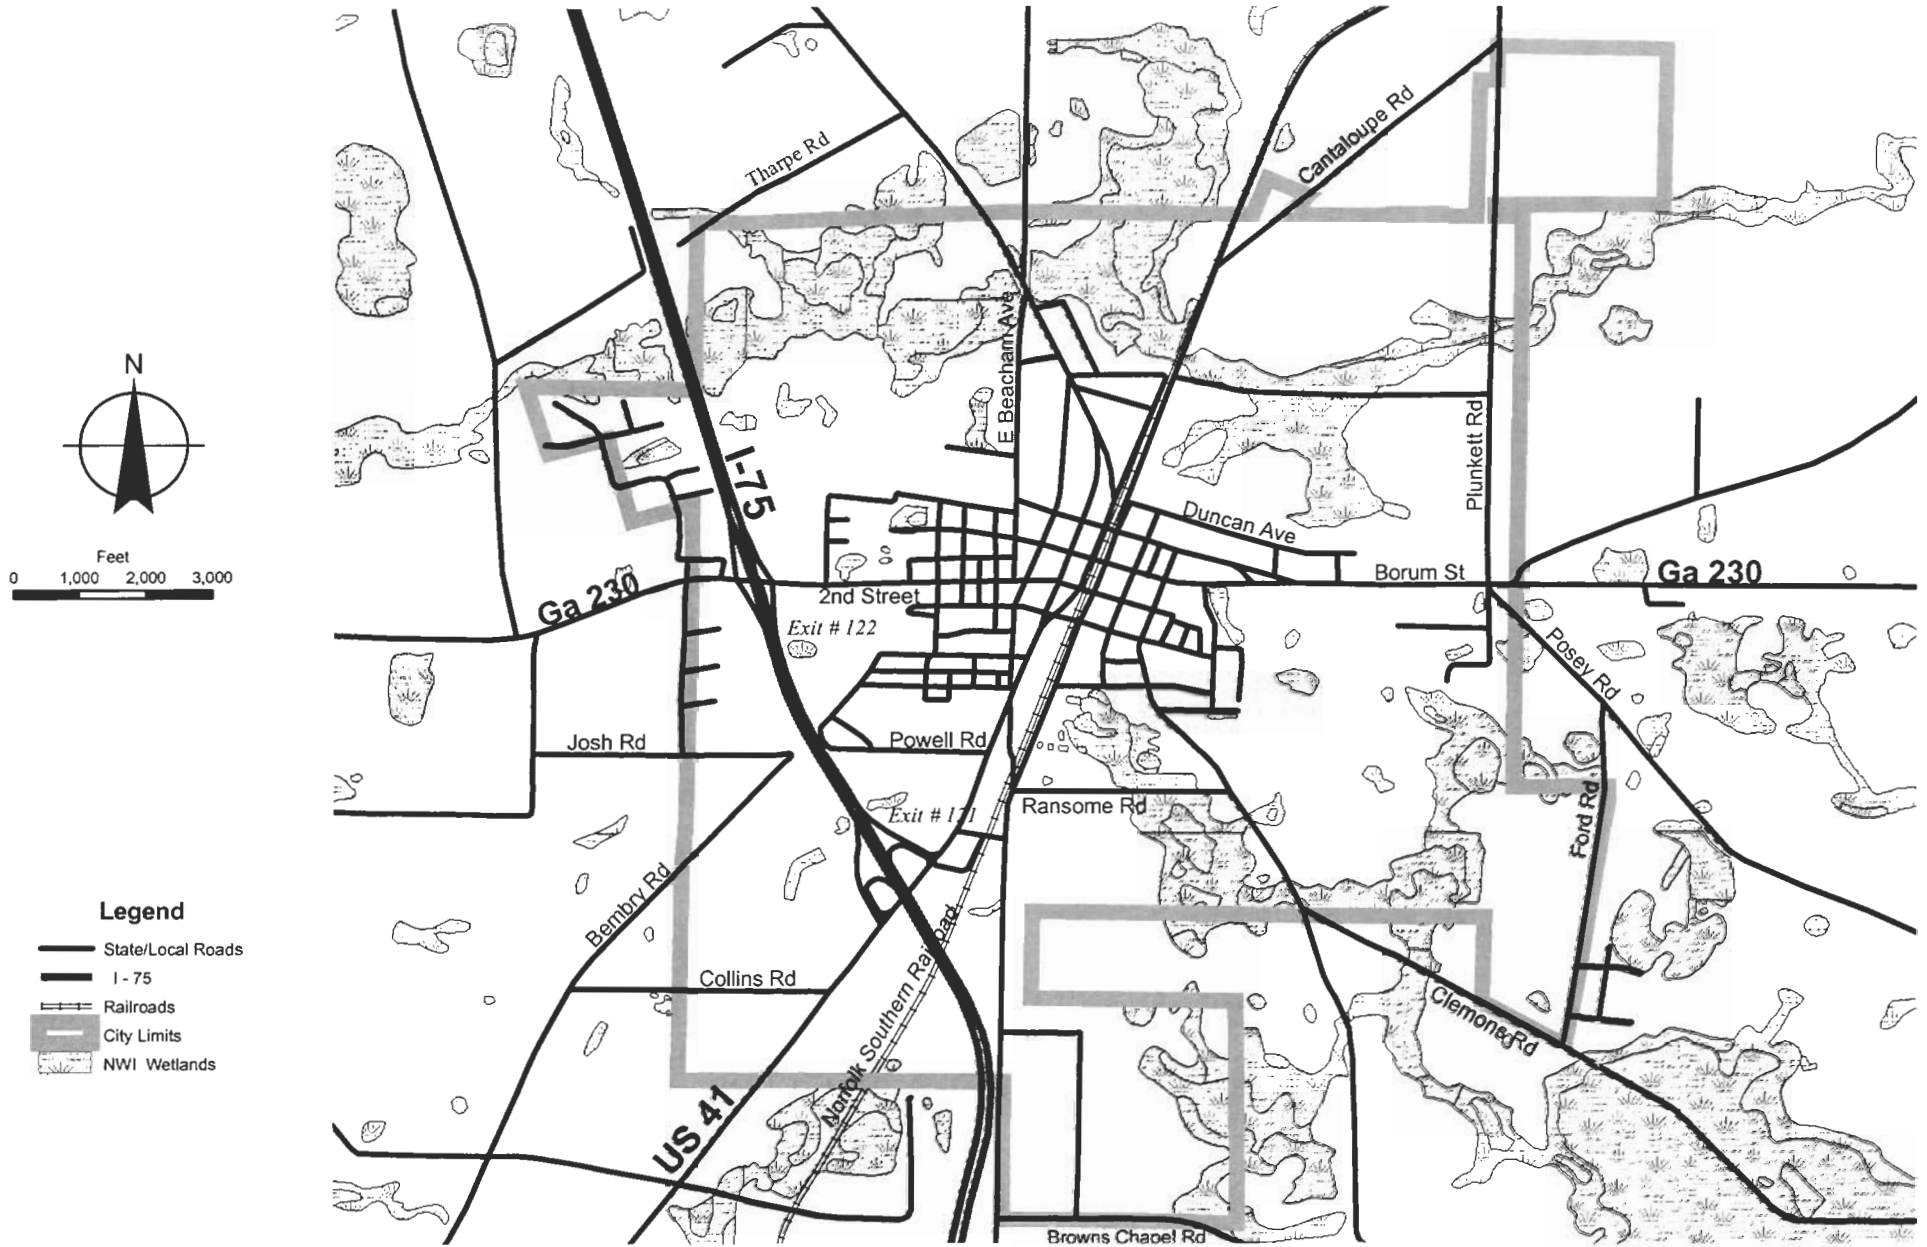 Cantaloupe Rd
Tharpe Rd
E Beacham Ave
N
I-75
Plunkett Rd
Duncan Ave
Feet
0 1,000 2,000 3,000
Ga 230
Borum St
Ga 230
2nd Street
Exit # 122
Posey Rd
Josh Rd
Powell Rd
Ransome Rd
Exit # 121
Ford Rd
Bembry Rd
Legend
State/Local Roads
I - 75
Railroads
City Limits
NWI Wetlands
Collins Rd
Norfolk Southern Railroad
Clemons Rd
US 41
Browns Chapel Rd